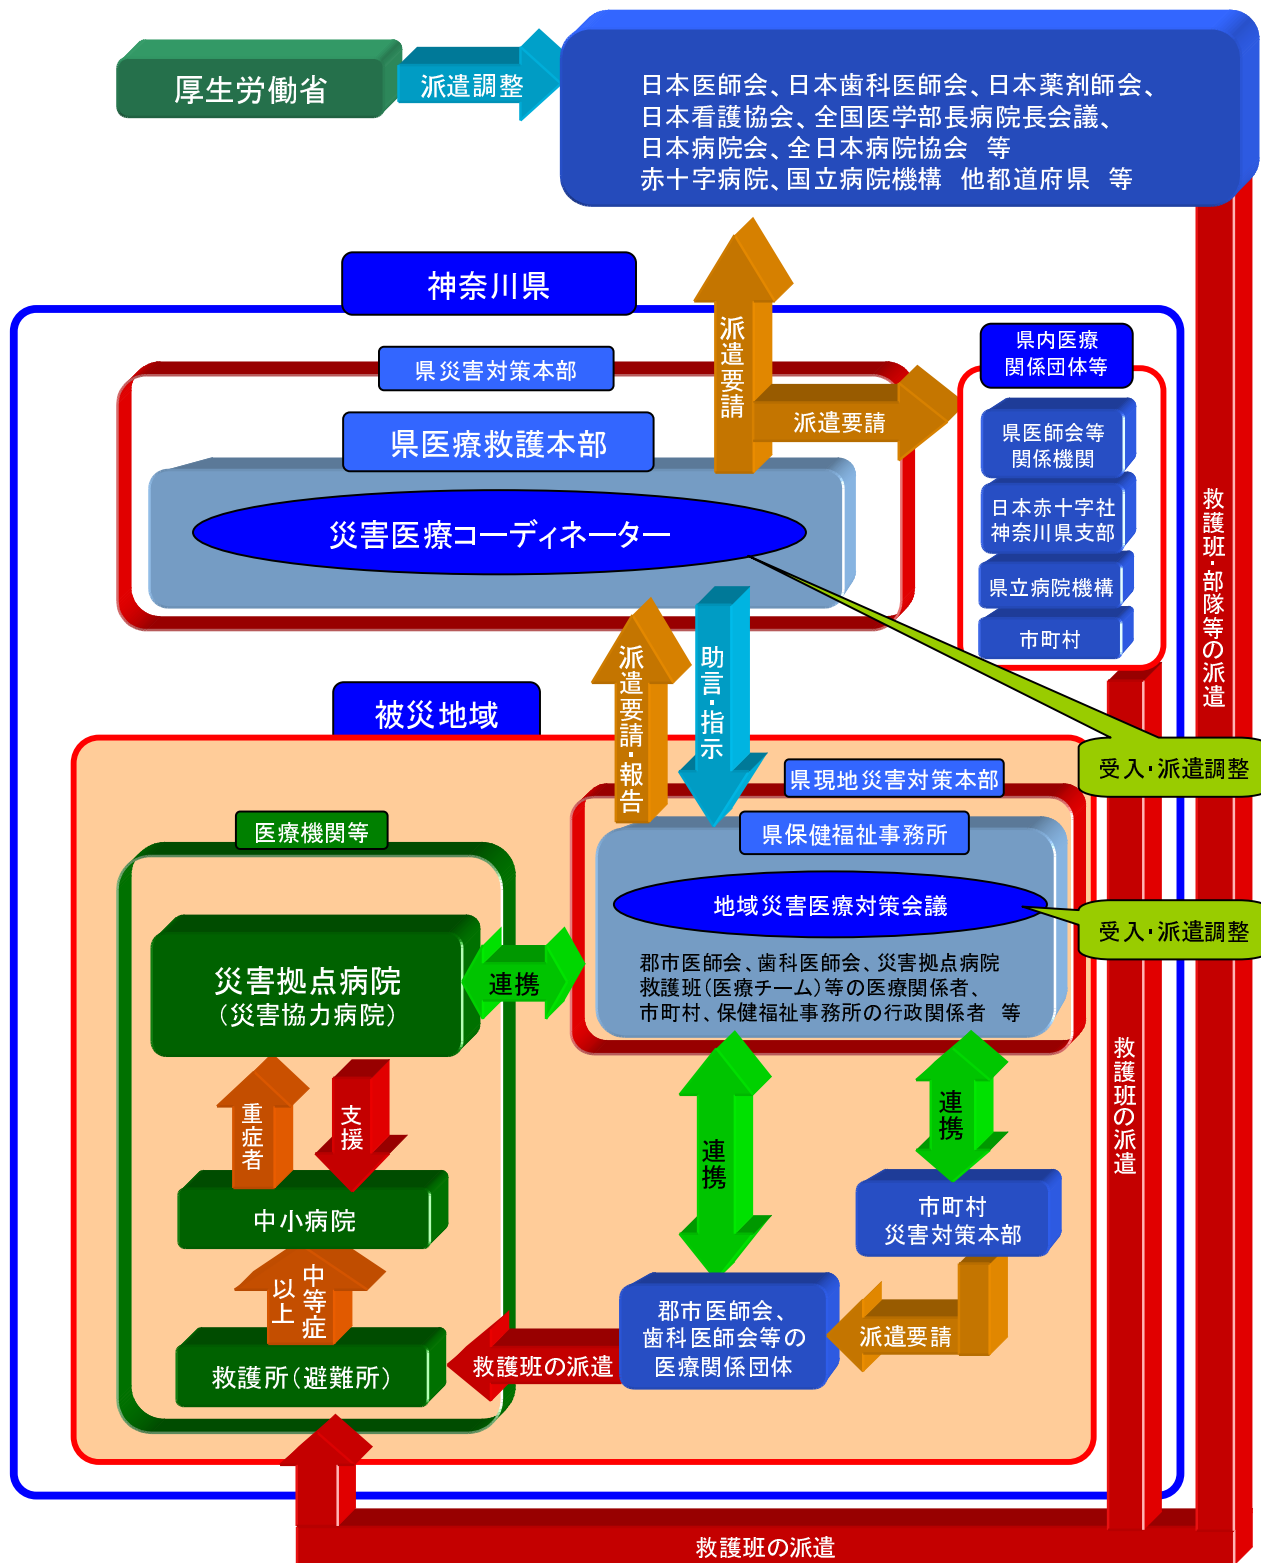 厚生労働省
派遣調整
日本医師会、日本歯科医師会、日本薬剤師会、
日本看護協会、全国医学部長病院長会議、
日本病院会、全日本病院協会　等
赤十字病院、国立病院機構　他都道府県　等
神奈川県
派遣要請
県災害対策本部
県医療救護本部
災害医療コーディネーター
派遣要請
県内医療
関係団体等
県医師会等
関係機関
日本赤十字社
神奈川県支部
県立病院機構
市町村
救護班・部隊等の派遣
派遣要請・報告
助言・指示
受入・派遣調整
被災地域
県現地災害対策本部
県保健福祉事務所
地域災害医療対策会議
受入・派遣調整
郡市医師会、歯科医師会、災害拠点病院
救護班（医療チーム）等の医療関係者、
市町村、保健福祉事務所の行政関係者　等
医療機関等
災害拠点病院
（災害協力病院）
連携
重症者
支援
中小病院
中等症
以上
救護所（避難所）
連携
連携
市町村
災害対策本部
派遣要請
郡市医師会、
歯科医師会等の
医療関係団体
救護班の派遣
救護班の派遣
救護班の派遣